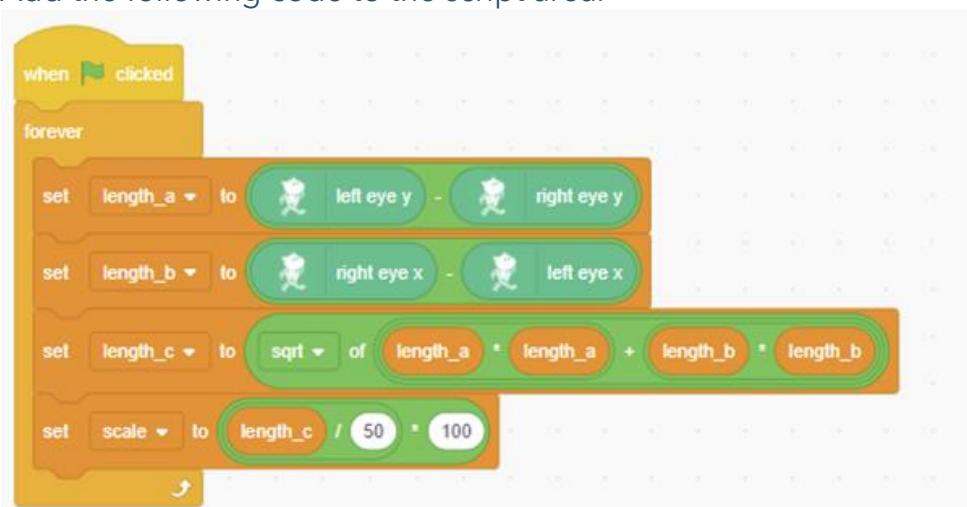 Add the following code to the script area.
when clicked
forever
set length_a to left eye y - right eye y
set length_b to right eye x - left eye x
set length_c to sqrt of length_a * length_a + length_b * length_b
set scale to length_c / 50 * 100